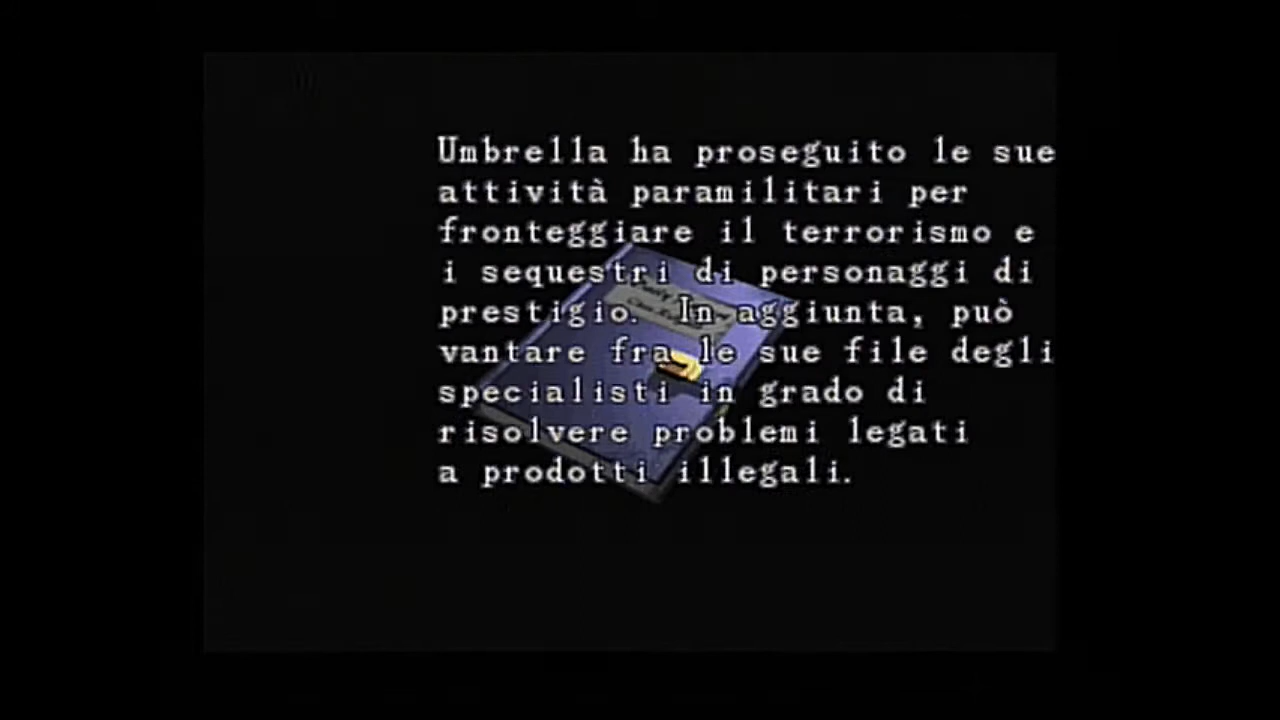 Umbrella ha proseguito le sue
attività paramilitari per
fronteggiare il terrorismo e
i sequestri di personaggi di
prestigio. In aggiunta, può
vantare fra le sue file degli
specialisti in grado di
risolvere problemi legati
a prodotti illegali.